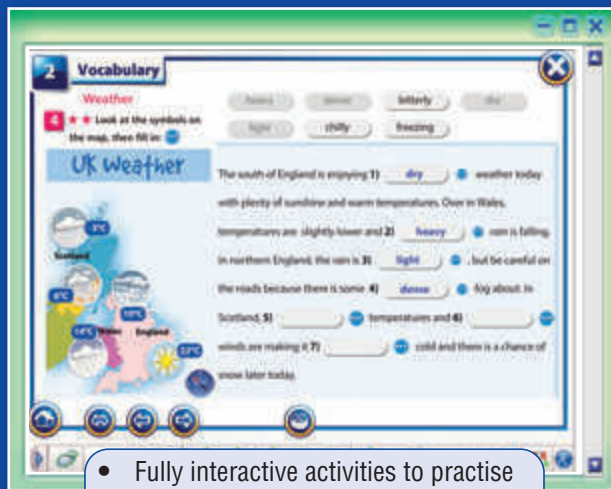 2 Vocabulary
Weather
heavy dense bitterly dry
4 ★ ★ Look at the symbols on
light chilly freezing
the map, then fill in:
UK Weather
The south of England is enjoying 1) dry weather today
with plenty of sunshine and warm temperatures. Over in Wales,
temperatures are slightly lower and 2) heavy rain is falling.
In northern England, the rain is 3) light , but be careful on
the roads because there is some 4) dense fog about. In
Scotland, 5) temperatures and 6)
winds are making it 7) cold and there is a chance of
snow later today.
Scotland
Wales England
• Fully interactive activities to practise